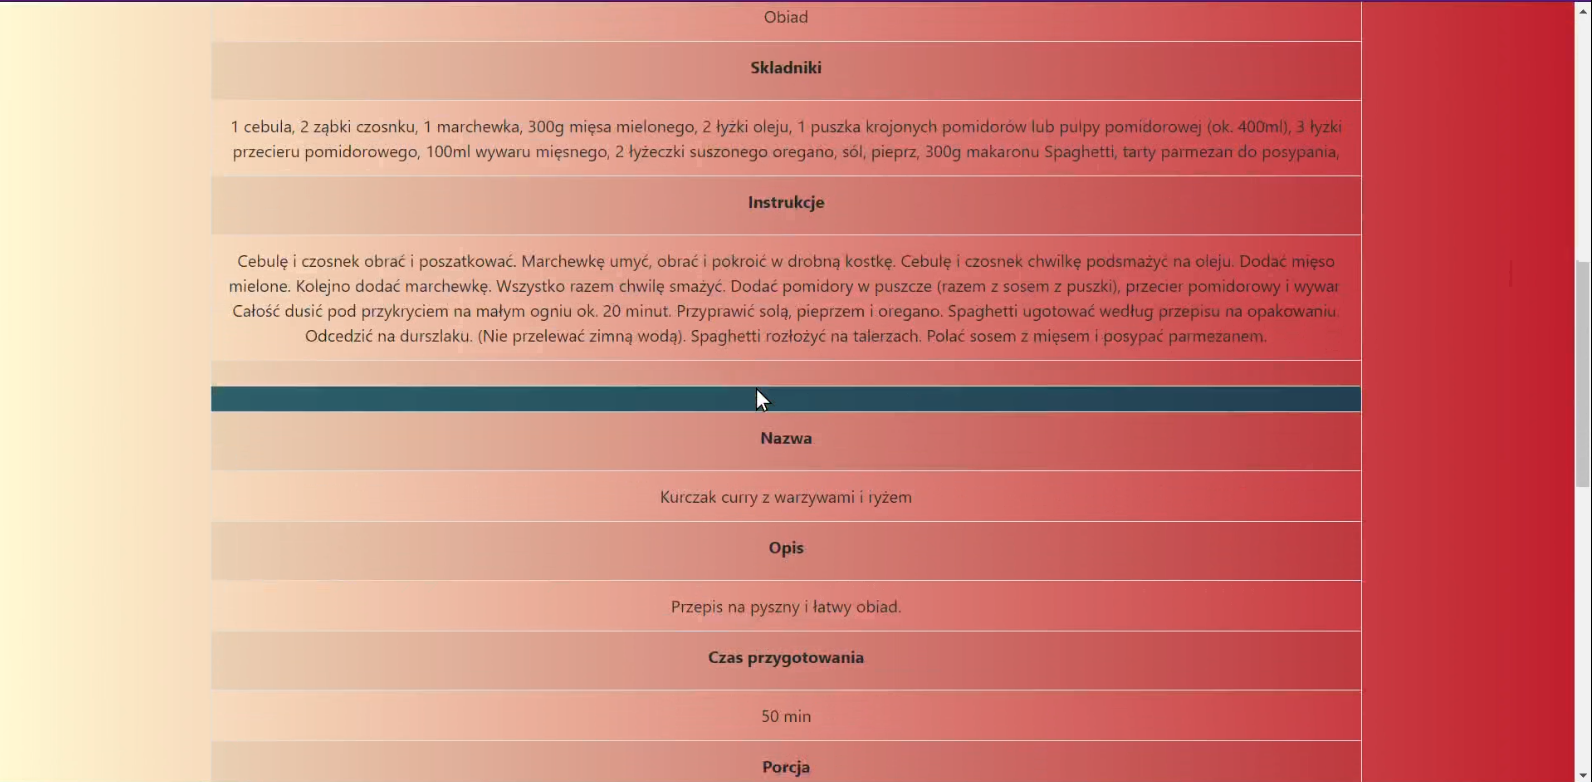 Obiad
Skladniki
1 cebula, 2 ząbki czosnku, 1 marchewka, 300g mięsa mielonego, 2 łyżki oleju, 1 puszka krojonych pomidorów lub pulpy pomidorowej (ok. 400ml), 3 łyzki
przecieru pomidorowego, 100ml wywaru mięsnego, 2 łyżeczki suszonego oregano, sól, pieprz, 300g makaronu Spaghetti, tarty parmezan do posypania,
Instrukcje
Cebulę i czosnek obrać i poszatkować. Marchewkę umyć, obrać i pokroić w drobną kostkę. Cebulę i czosnek chwilkę podsmażyć na oleju. Dodać mięso
mielone. Kolejno dodać marchewkę. Wszystko razem chwilę smażyć. Dodać pomidory w puszcze (razem z sosem z puszki), przecier pomidorowy i wywar
Całość dusić pod przykryciem na małym ogniu ok. 20 minut. Przyprawić solą, pieprzem i oregano. Spaghetti ugotować według przepisu na opakowaniu.
Odcedzić na durszlaku. (Nie przelewać zimną wodą). Spaghetti rozłożyć na talerzach. Polać sosem z mięsem i posypać parmezanem.
Nazwa
Kurczak curry z warzywami i ryżem
Opis
Przepis na pyszny i łatwy obiad.
Czas przygotowania
50 min
Porcja